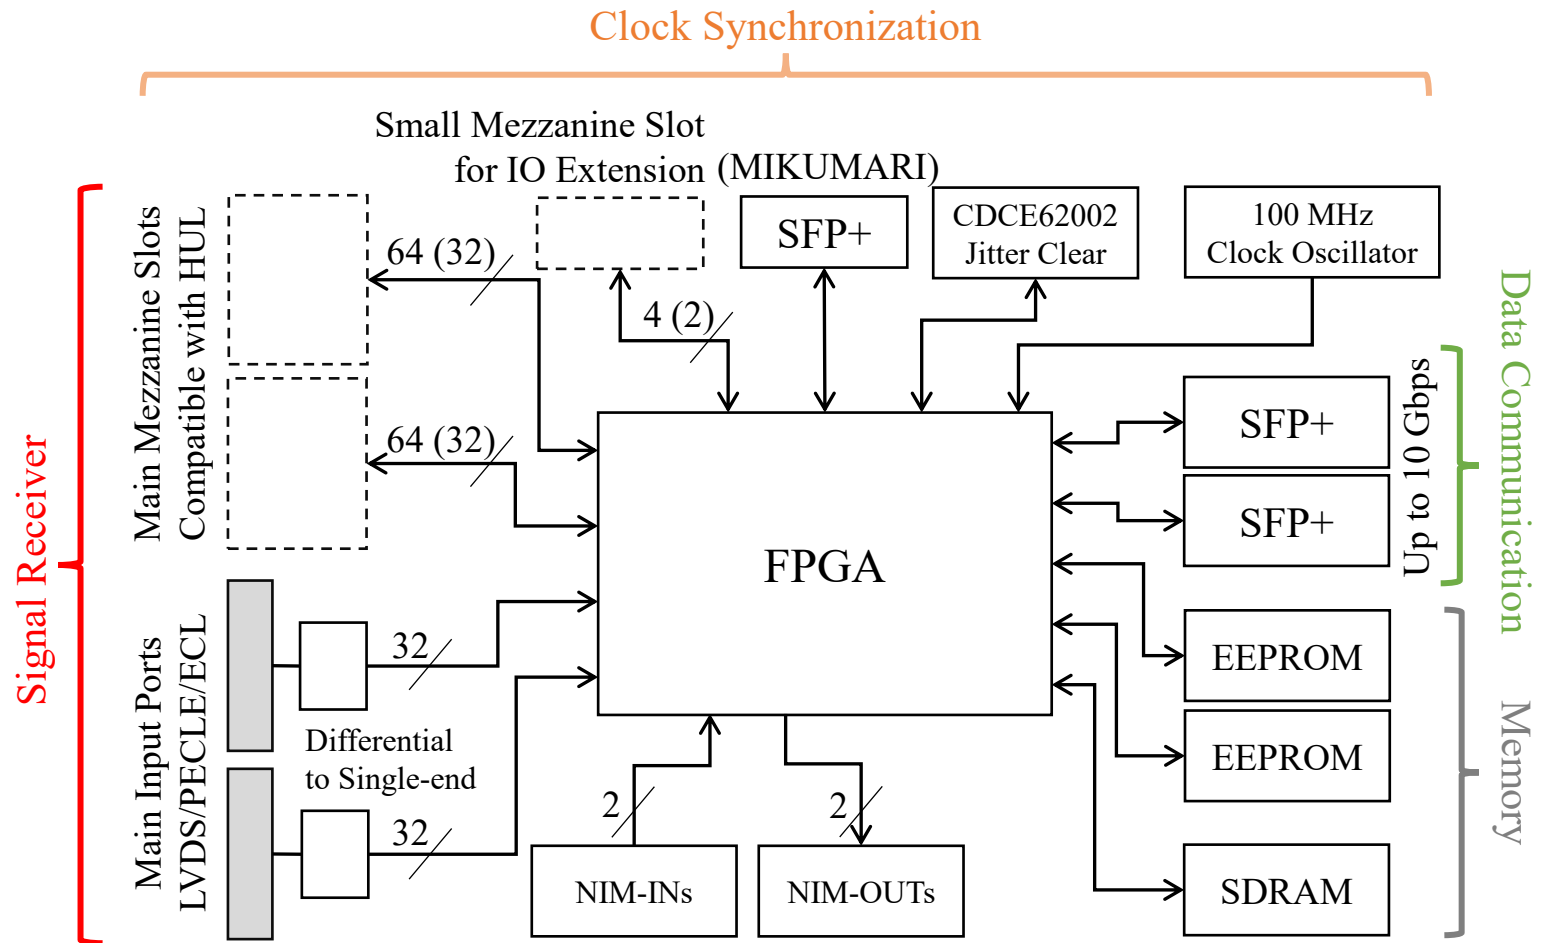 Clock Synchronization
Small Mezzanine Slot
for IO Extension
(MIKUMARI)
SFP+
CDCE62002
Jitter Clear
100 MHz
Clock Oscillator
Signal Receiver
Main Mezzanine Slots
Compatible with HUL
64 (32)
4 (2)
64 (32)
FPGA
SFP+
SFP+
Up to 10 Gbps
Data Communication
Main Input Ports
LVDS/PECLE/ECL
32
Differential
to Single-end
32
2
NIM-INs
2
NIM-OUTs
EEPROM
EEPROM
SDRAM
Memory